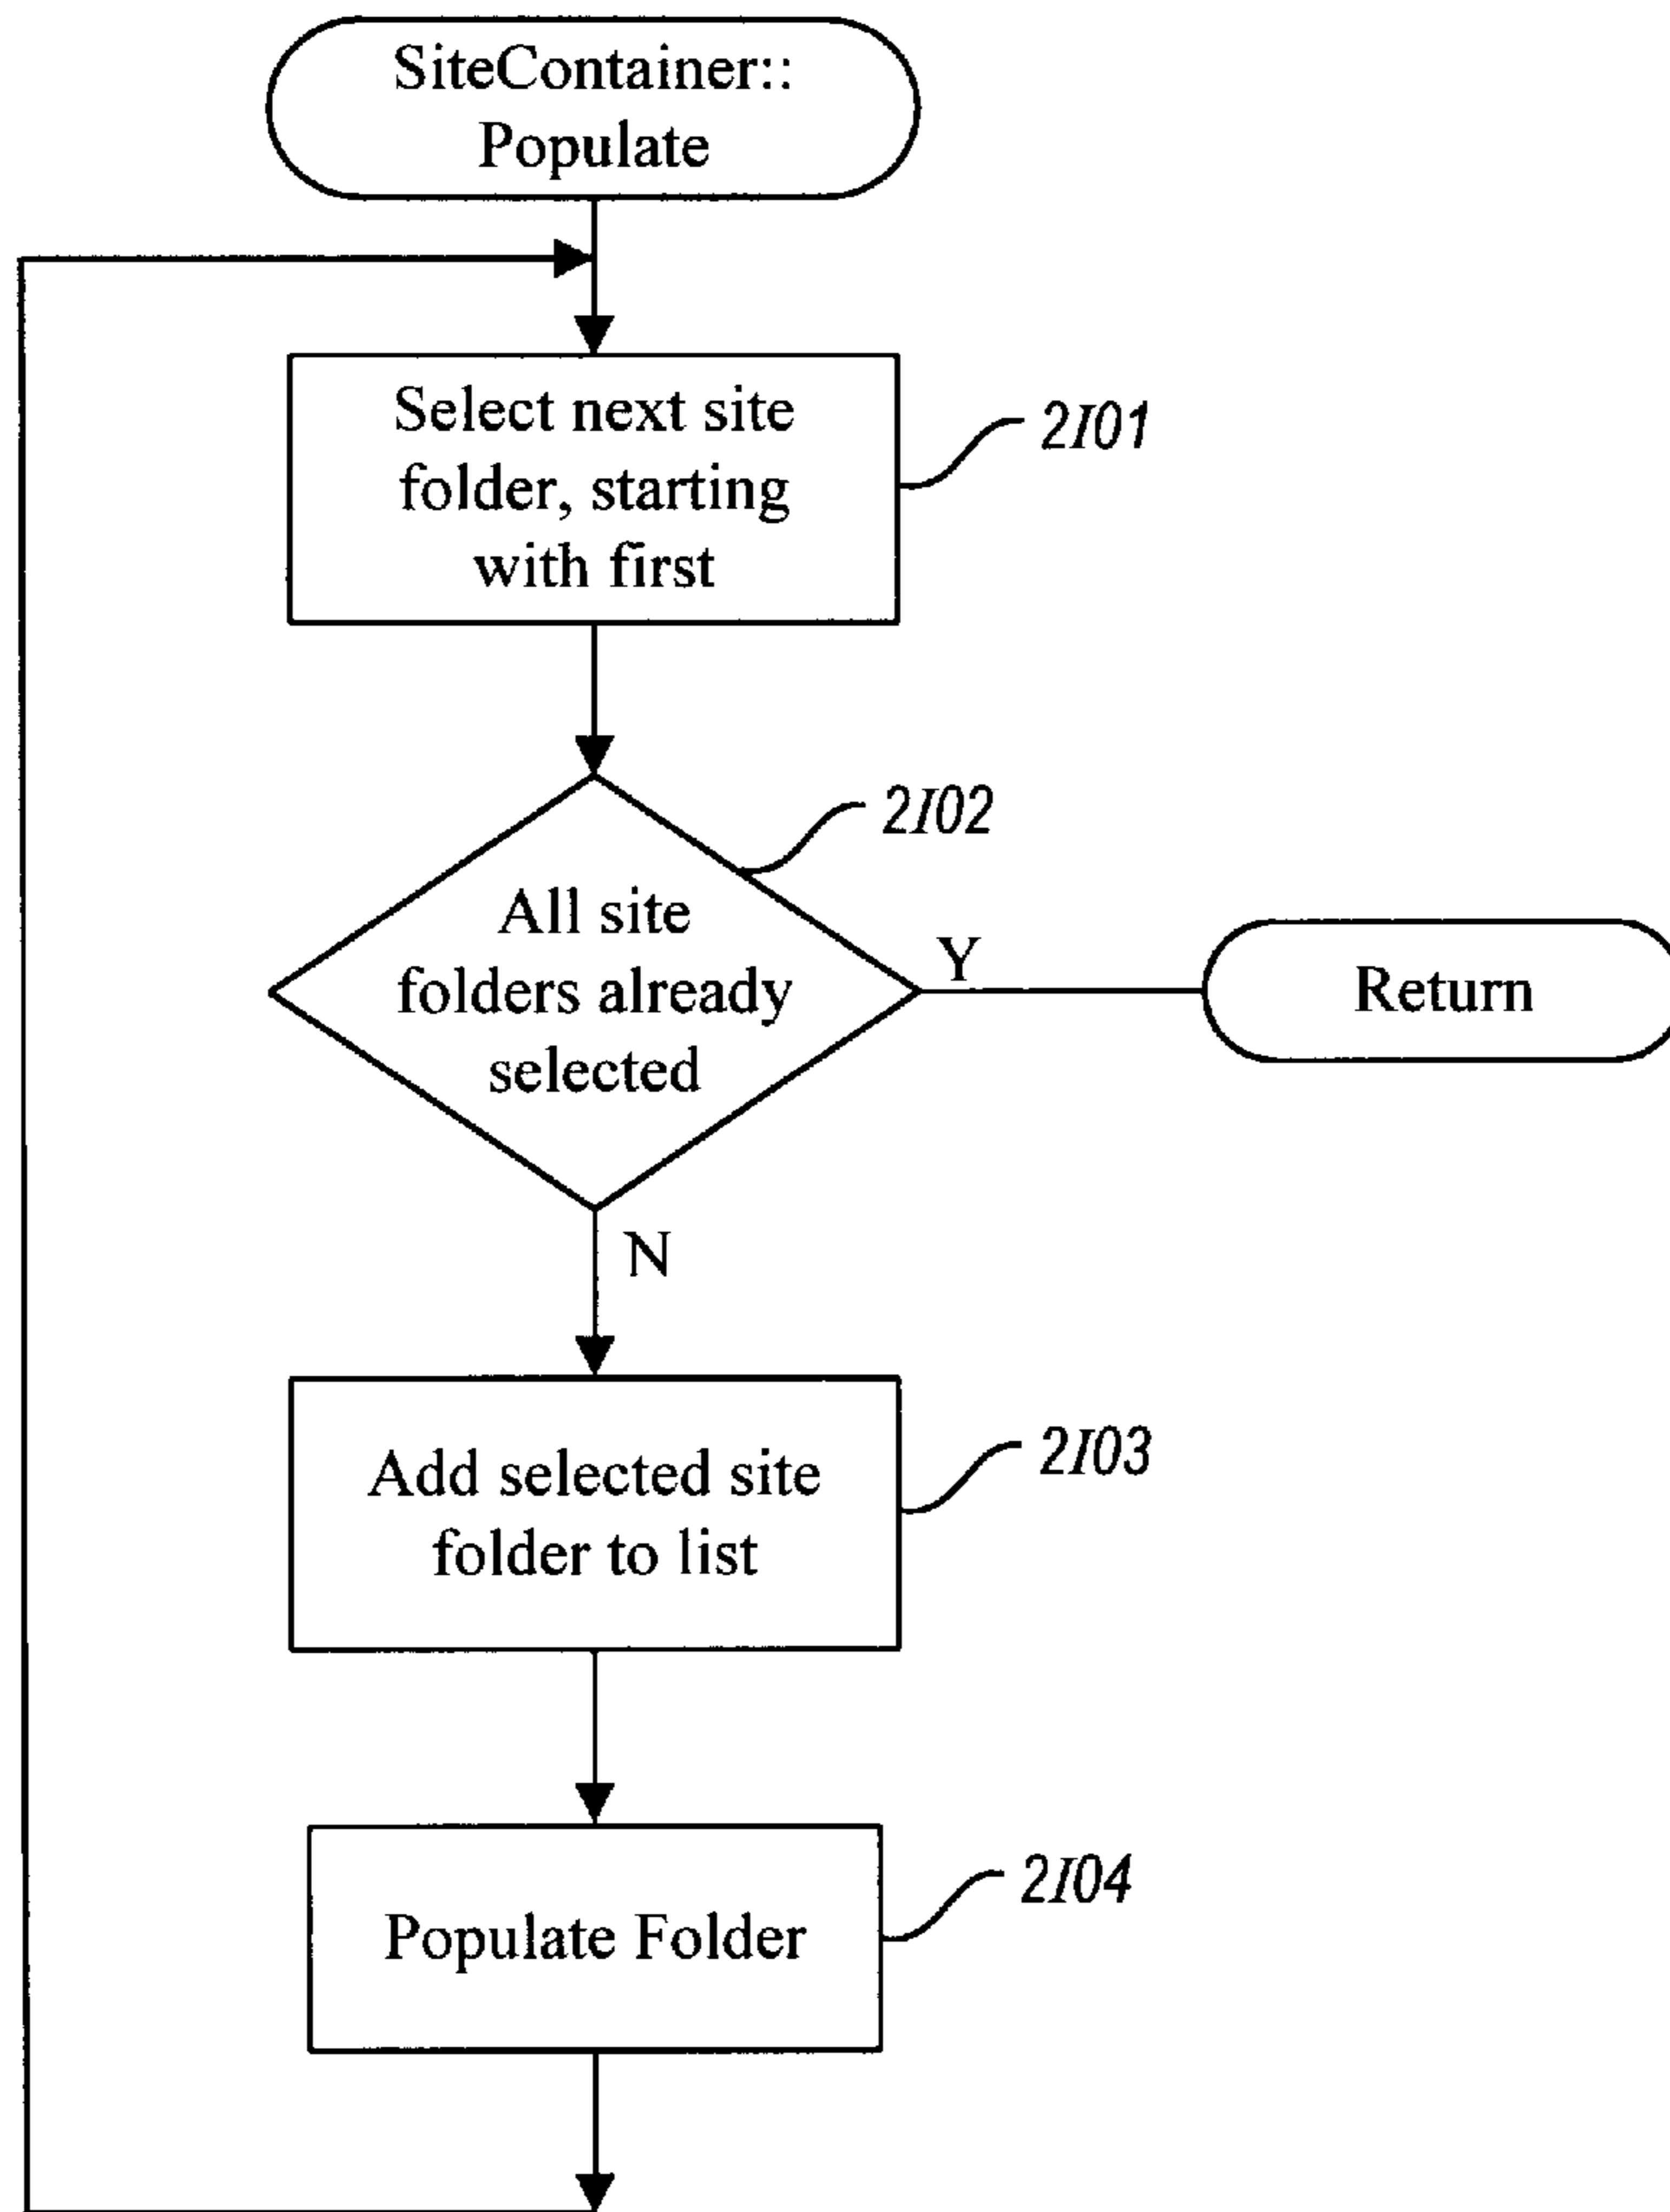 SiteContainer::
Populate
Select next site
folder, starting
with first
2I01
2I02
All site
folders already
selected
Y
Return
N
Add selected site
folder to list
2I03
Populate Folder
2I04